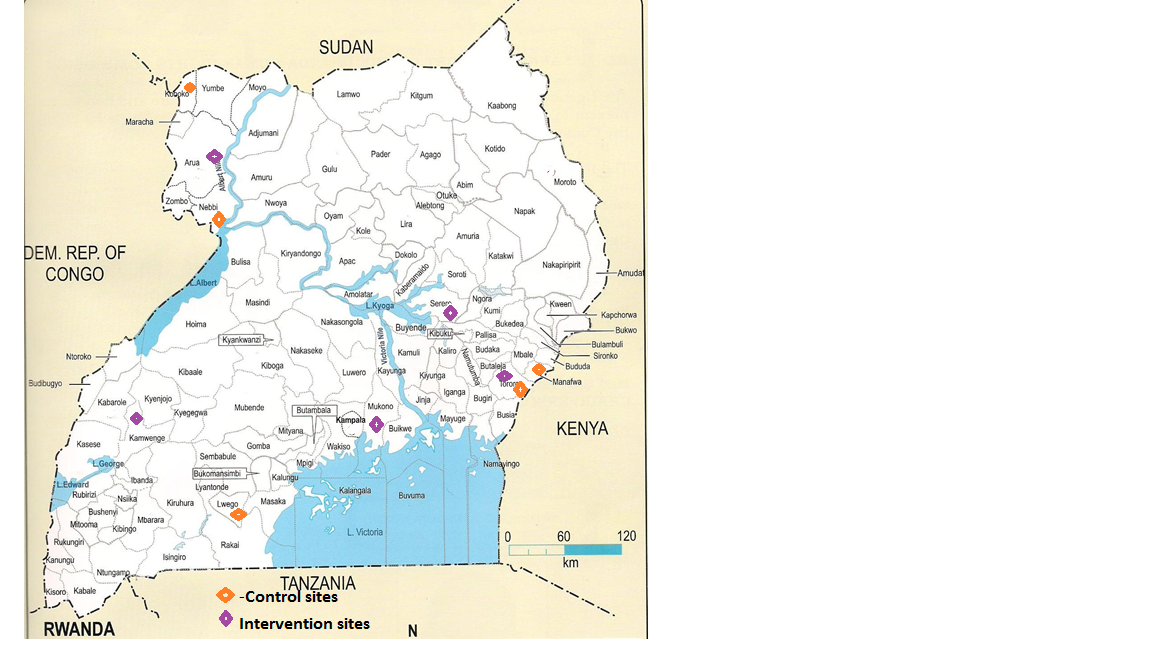 SUDAN
Koboko
Yumbe
Moyo
Lamwo
Kitgum
Kaabong
Maracha
Adjumani
Arua
Albert Nile
Pader
Agago
Kotido
Gulu
Amuru
Abim
Moroto
Zombo
Nebbi
Nwoya
Otuke
Alebtong
Napak
Oyam
Kole
Lira
Amuria
DEM. REP. OF
CONGO
Bulisa
Kiryandongo
Apac
Dokolo
Katakwi
Nakapiripirit
Amudat
L.Albert
Kaberamaido
Soroti
Masindi
Amolatar
L.Kyoga
Serere
Ngora
Kumi
Kween
Kapchorwa
Hoima
Nakasongola
Buyende
Kibuku
Pallisa
Bukedea
Bukwo
Kyankwanzi
Victoria Nile
Bulambuli
Sironko
Ntoroko
Nakaseke
Kamuli
Kaliro
Namutumba
Budaka
Mbale
Bududa
Kibaale
Kiboga
Luwero
Kayunga
Kiyunga
Butaleja
Tororo
Manafwa
Budibugyo
Kabarole
Kyenjojo
Kyegegwa
Mubende
Butambala
Kampala
Mukono
Jinja
Iganga
Bugiri
Busia
KENYA
Kamwenge
Mityana
Buikwe
Mayuge
Kasese
Gomba
Wakiso
Sembabule
Mpigi
Namayingo
L.George
Bukomansimbi
Kalungu
L.Edward
Ibanda
Lyantonde
Kalangala
Buvuma
Rubirizi
Nsiika
Kiruhura
Lwego
Masaka
Bushenyi
Mitooma
Kibingo
Mbarara
L. Victoria
0 60 120
km
Rukungiri
Rakai
Isingiro
Kanungu
Ntungamo
Kisoro
Kabale
TANZANIA
-Control sites
Intervention sites
RWANDA
N